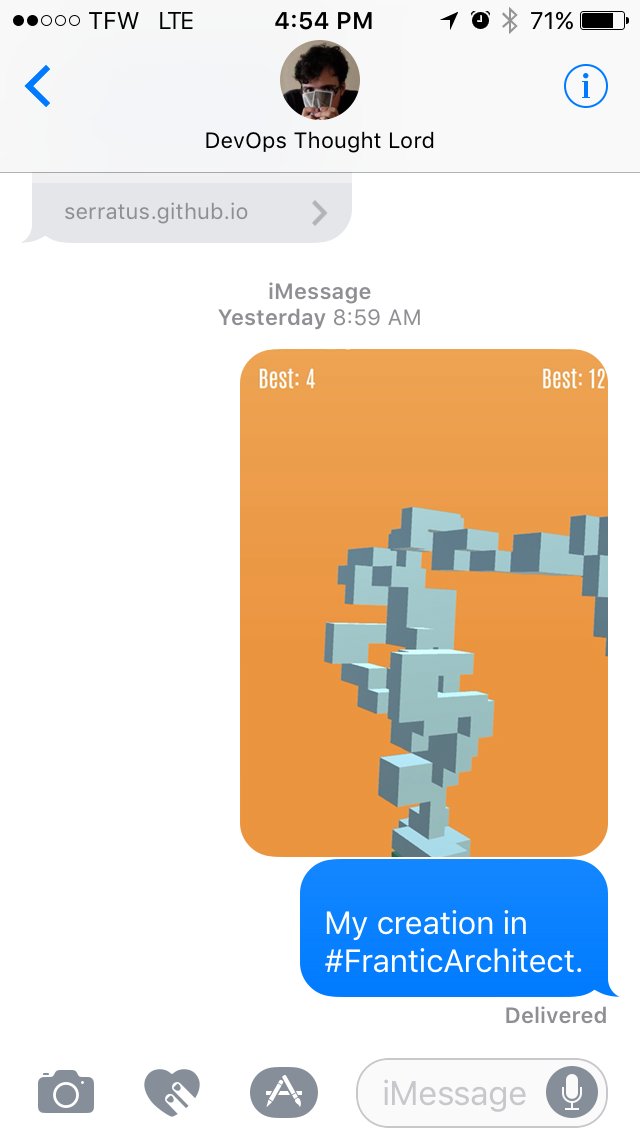 TFW LTE 4:54 PM 71%
DevOps Thought Lord
serratus.github.io
iMessage
Yesterday 8:59 AM
Best: 4 Best: 12
My creation in
#FranticArchitect.
Delivered
iMessage